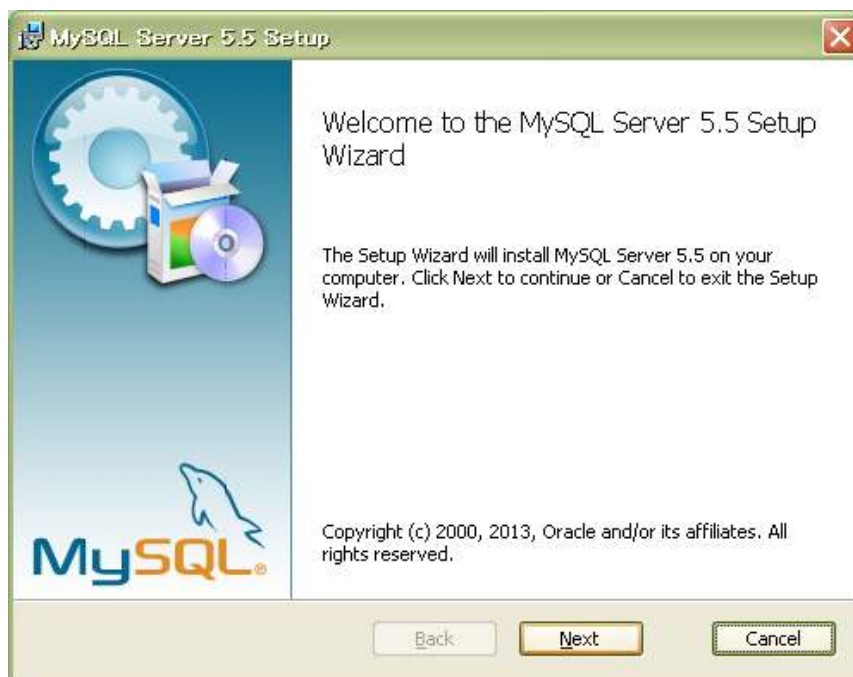 MySQL Server 5.5 Setup
Welcome to the MySQL Server 5.5 Setup
Wizard
The Setup Wizard will install MySQL Server 5.5 on your
computer. Click Next to continue or Cancel to exit the Setup
Wizard.
Copyright (c) 2000, 2013, Oracle and/or its affiliates. All
rights reserved.
MySQL®
Back Next Cancel